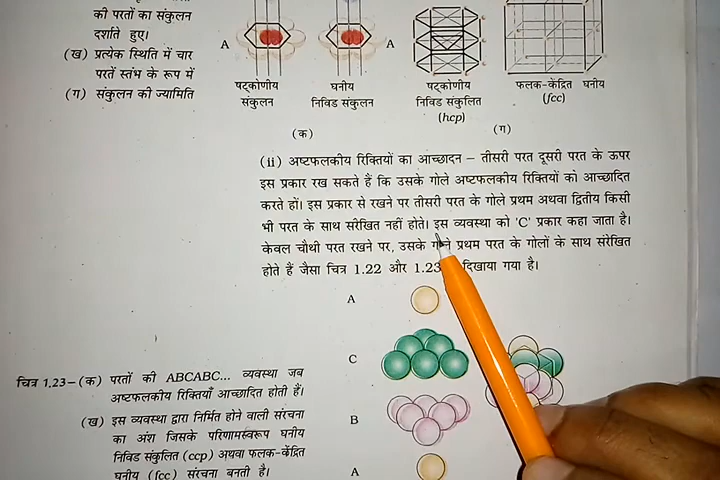 की परतों का संकुलन
दर्शाते हुए।
(ख) प्रत्येक स्थिति में चार
परतें स्तंभ के रूप में
(ग) संकुलन की ज्यामिति
A
A
षट्कोणीय
संकुलन
घनीय
निविड संकुलन
षट्कोणीय
निविड संकुलित
(hcp)
फलक-केंद्रित घनीय
(fcc)
(क)
(ग)
(ii) अष्टफलकीय रिक्तियों का आच्छादन – तीसरी परत दूसरी परत के ऊपर
इस प्रकार रख सकते हैं कि उसके गोले अष्टफलकीय रिक्तियों को आच्छादित
करते हों। इस प्रकार से रखने पर तीसरी परत के गोले प्रथम अथवा द्वितीय किसी
भी परत के साथ संरेखित नहीं होते। इस व्यवस्था को 'C' प्रकार कहा जाता है।
केवल चौथी परत रखने पर, उसके गोले प्रथम परत के गोलों के साथ संरेखित
होते हैं जैसा चित्र 1.22 और 1.23 दिखाया गया है।
A
C
B
A
चित्र 1.23–(क) परतों की ABCABC... व्यवस्था जब
अष्टफलकीय रिक्तियाँ आच्छादित होती हैं।
(ख) इस व्यवस्था द्वारा निर्मित होने वाली संरचना
का अंश जिसके परिणामस्वरूप घनीय
निविड संकुलित (ccp) अथवा फलक-केंद्रित
घनीय (fcc) संरचना बनती है।